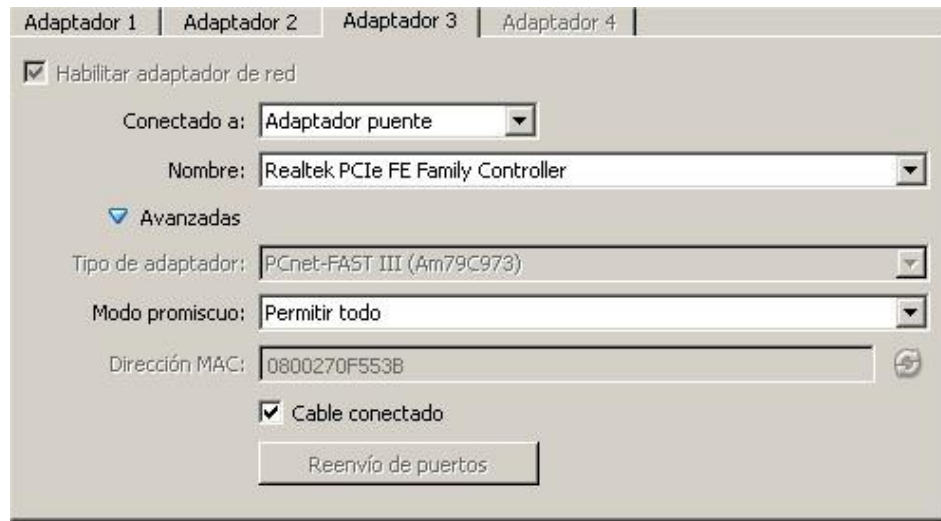 Adaptador 1 Adaptador 2 Adaptador 3 Adaptador 4
Habilitar adaptador de red
Conectado a: Adaptador puente
Nombre: Realtek PCIe FE Family Controller
Avanzadas
Tipo de adaptador: PCnet-FAST III (Am79C973)
Modo promiscuo: Permitir todo
Dirección MAC: 0800270F553B
Cable conectado
Reenvío de puertos